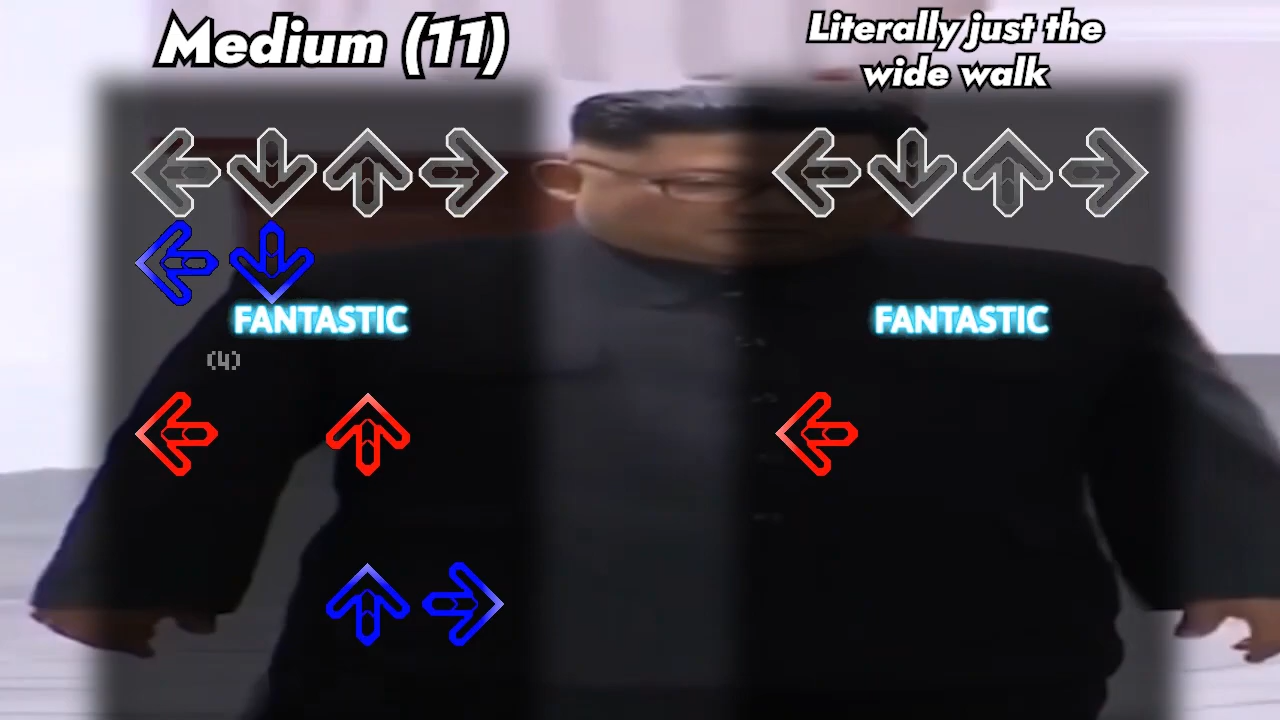 Medium (11)
Literally just the
wide walk
FANTASTIC
FANTASTIC
(4)